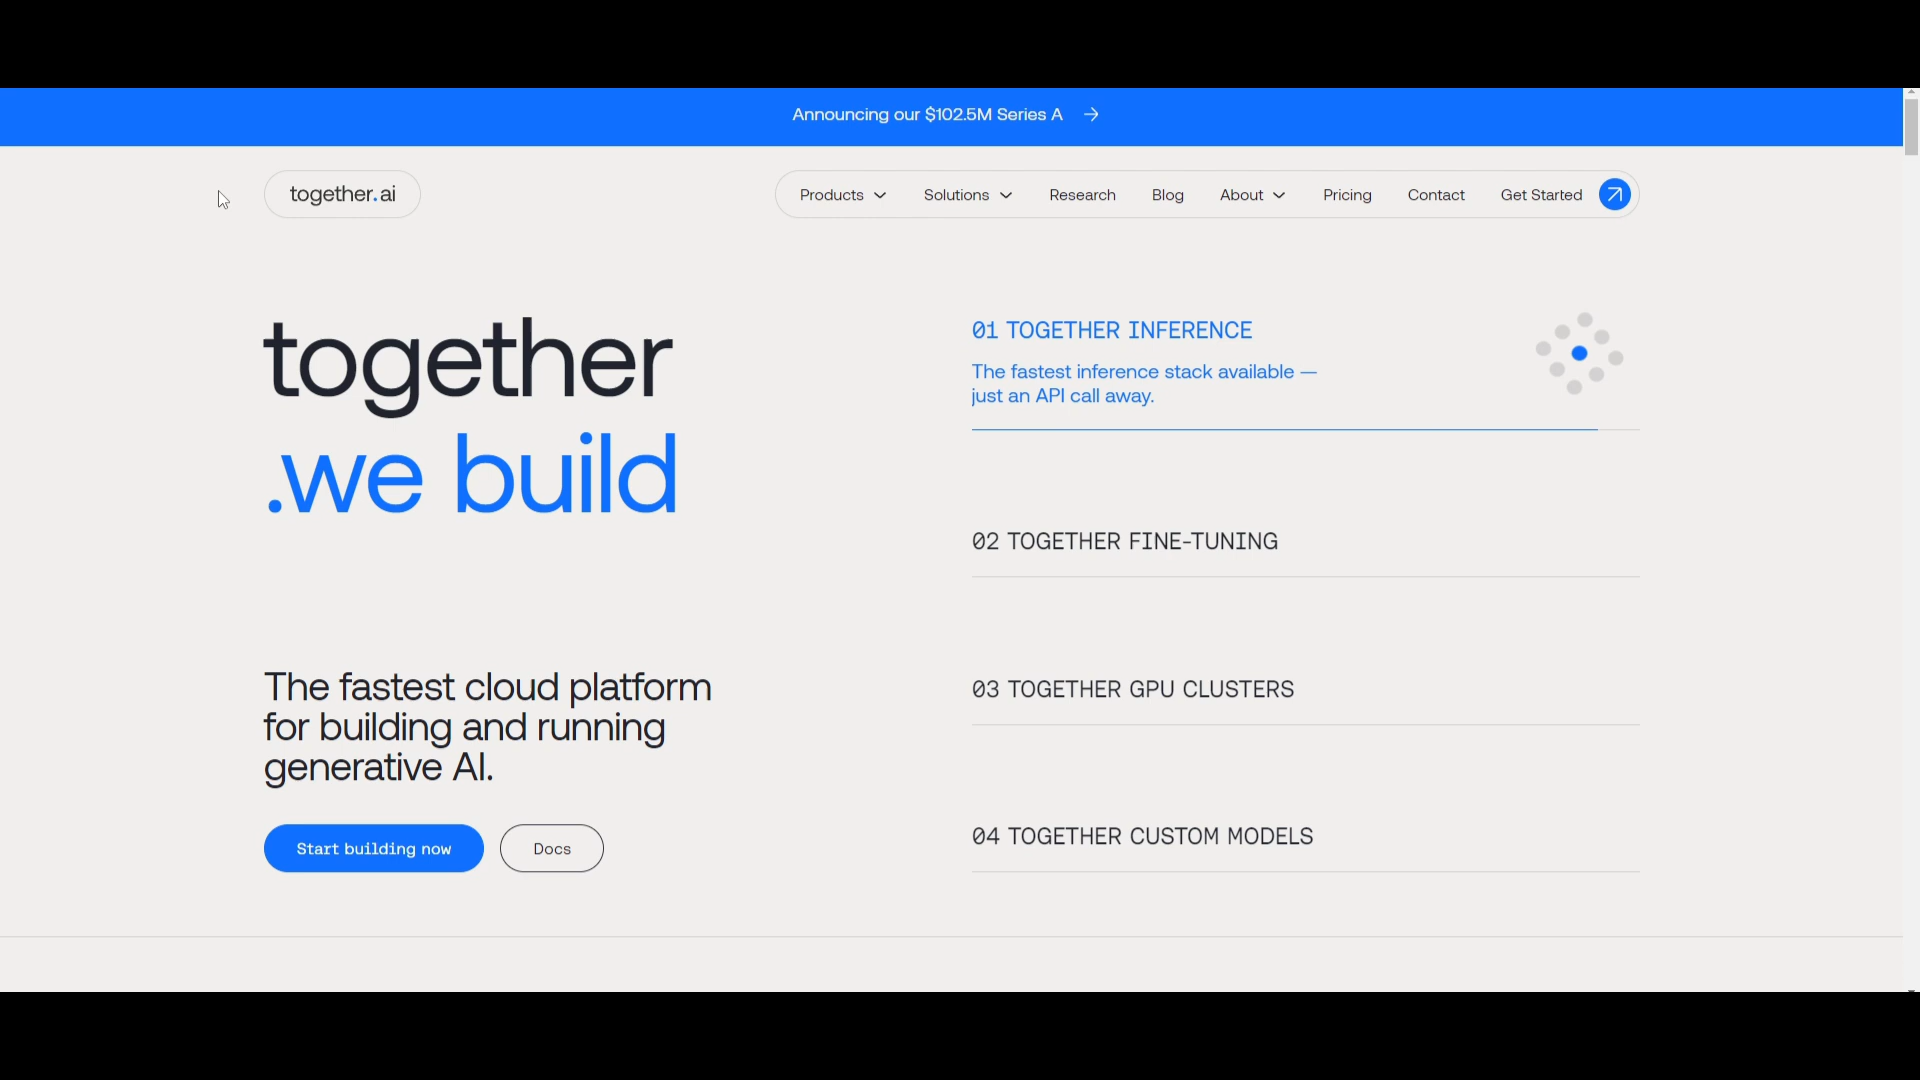 Announcing our $102.5M Series A
together.ai
Products
Solutions
Research
Blog
About
Pricing
Contact
Get Started
together
.we build
The fastest cloud platform
for building and running
generative AI.
Start building now
Docs
01 TOGETHER INFERENCE
The fastest inference stack available —
just an API call away.
02 TOGETHER FINE-TUNING
03 TOGETHER GPU CLUSTERS
04 TOGETHER CUSTOM MODELS